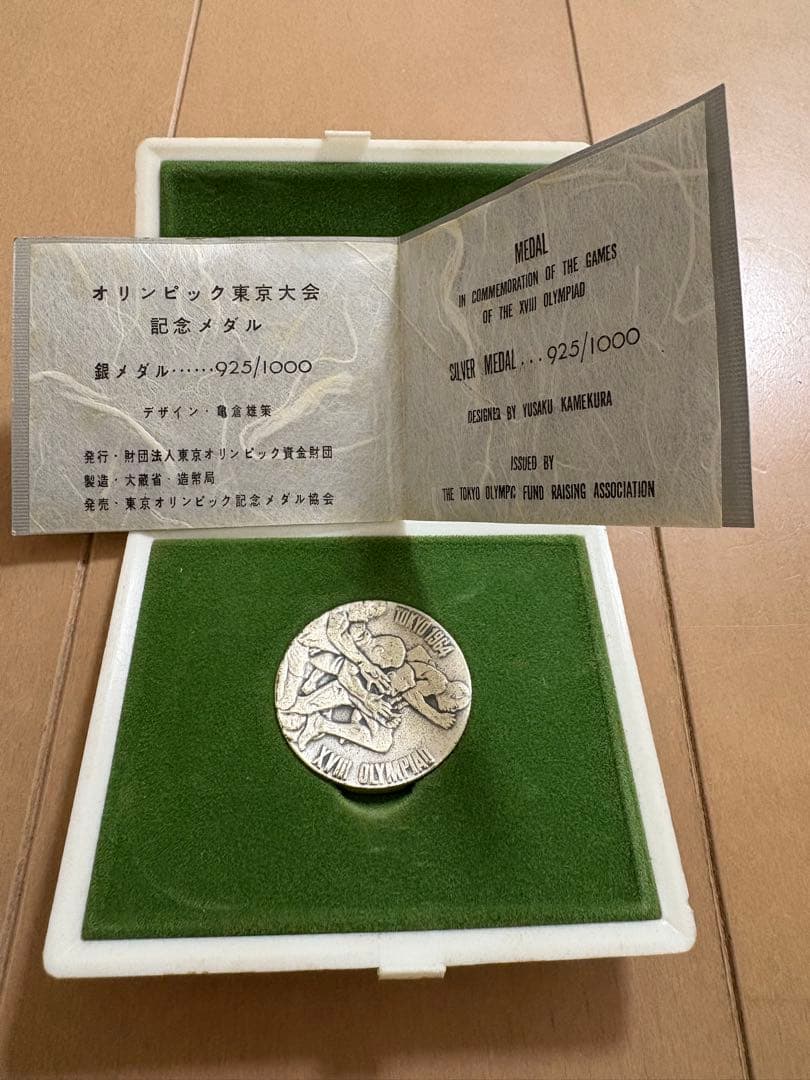 オリンピック東京大会
記念メダル
銀メダル……925/1000
デザイン・亀倉雄策
発行・財団法人東京オリンピック資金財団
製造・大蔵省・造幣局
発売・東京オリンピック記念メダル協会
MEDAL
IN COMMEMORATION OF THE GAMES
OF THE XVIII OLYMPIAD
SILVER MEDAL...925/1000
DESIGNED BY YUSAKU KAMEKURA
ISSUED BY
THE TOKYO OLYMPC FUND RAISING ASSOCIATION
TOKYO 1964
XVIII OLYMPIAD